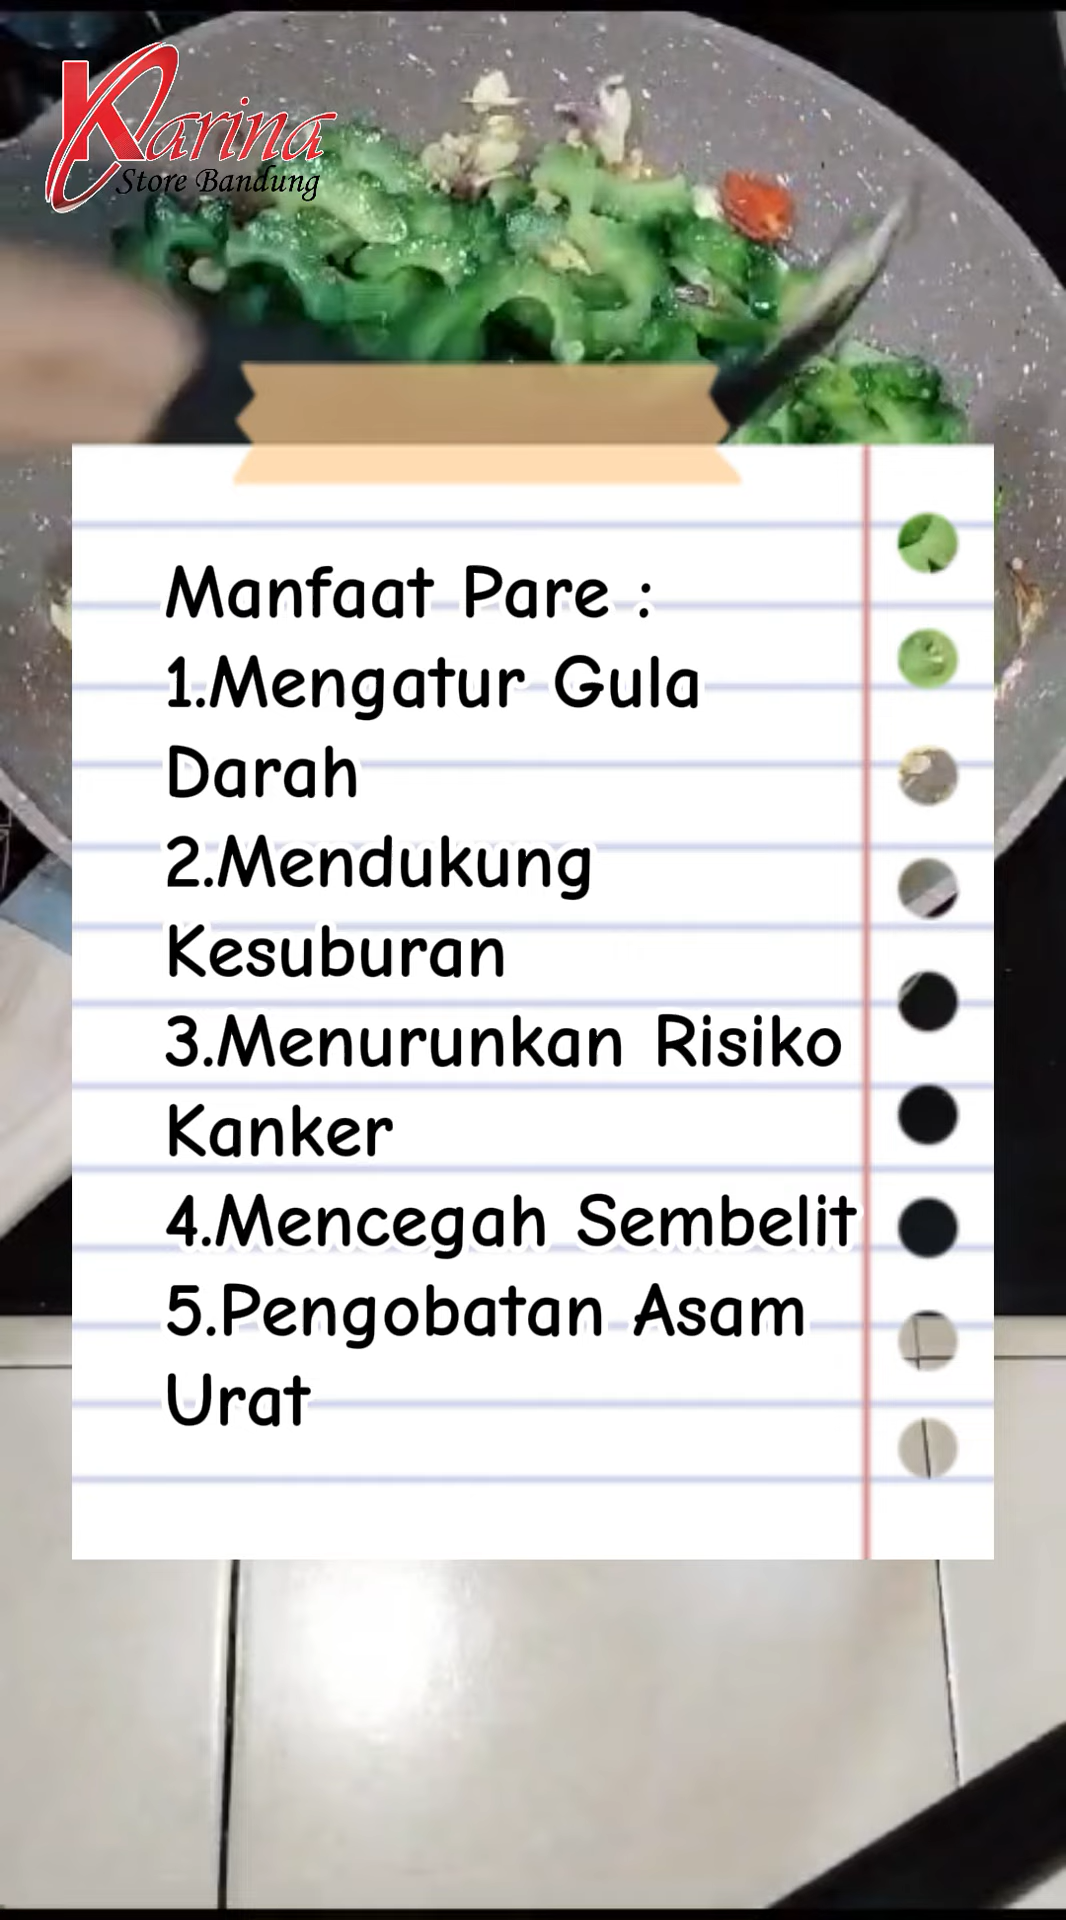 Karina
Store Bandung
Manfaat Pare :
1.Mengatur Gula
Darah
2.Mendukung
Kesuburan
3.Menurunkan Risiko
Kanker
4.Mencegah Sembelit
5.Pengobatan Asam
Urat